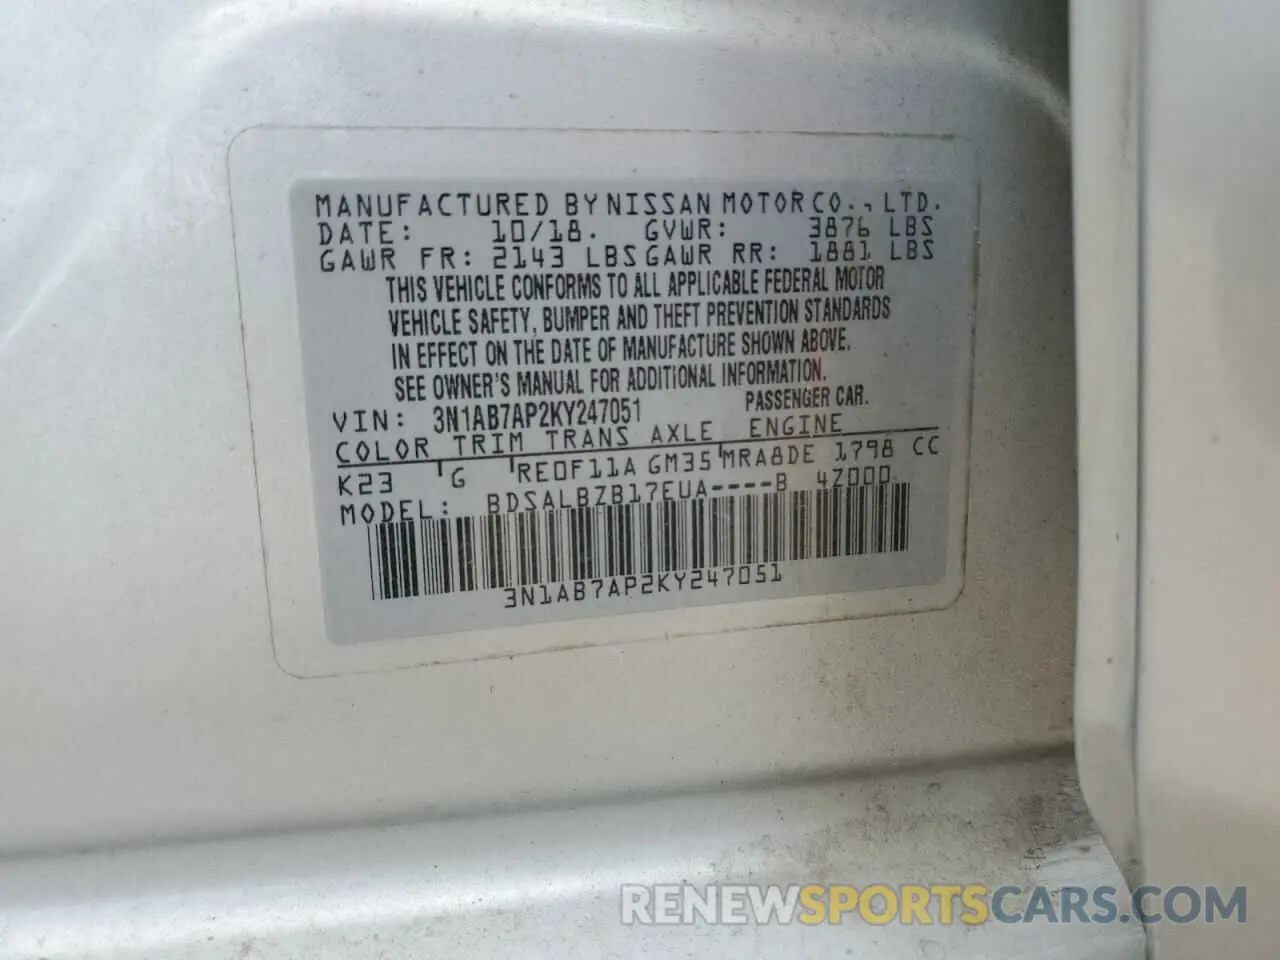 MANUFACTURED BY NISSAN MOTOR CO., LTD.
DATE: 10/18. GVWR: 3876 LBS
GAWR FR: 2143 LBS GAWR RR: 1881 LBS
THIS VEHICLE CONFORMS TO ALL APPLICABLE FEDERAL MOTOR
VEHICLE SAFETY, BUMPER AND THEFT PREVENTION STANDARDS
IN EFFECT ON THE DATE OF MANUFACTURE SHOWN ABOVE.
SEE OWNER'S MANUAL FOR ADDITIONAL INFORMATION.
VIN: 3N1AB7AP2KY247051 PASSENGER CAR.
COLOR TRIM TRANS AXLE ENGINE
K23 G RE0F11A GM35 MRA8DE 1798 CC
MODEL: BDSALBZB17EUA----B 4Z000
3N1AB7AP2KY247051
RENEWSPORTSCARS.COM